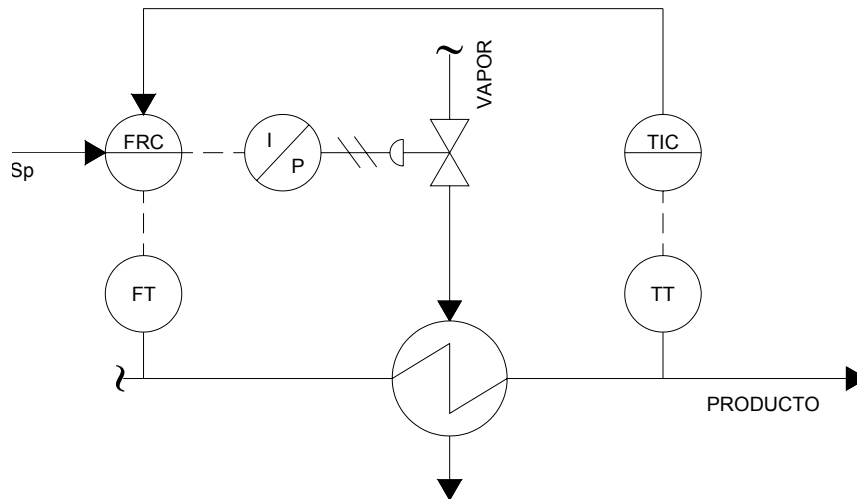 VAPOR
FRC
I
P
TIC
Sp
FT
TT
PRODUCTO